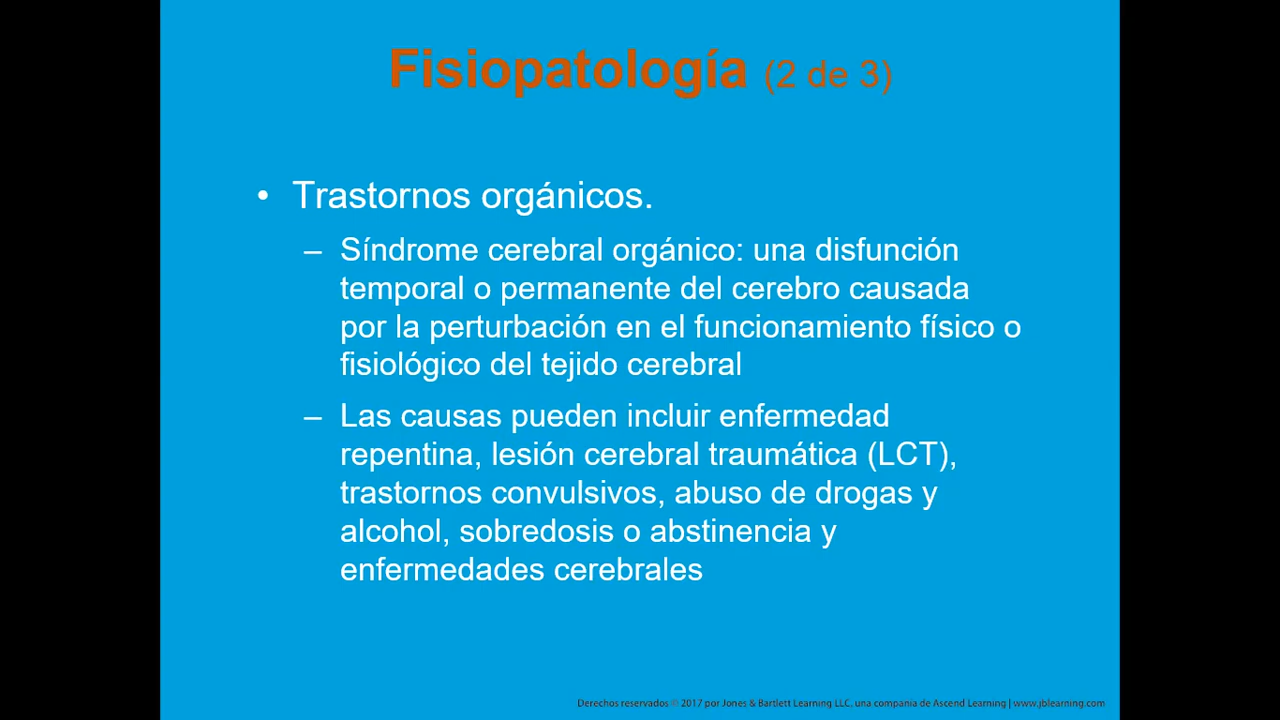 Fisiopatología (2 de 3)
• Trastornos orgánicos.
– Síndrome cerebral orgánico: una disfunción
temporal o permanente del cerebro causada
por la perturbación en el funcionamiento físico o
fisiológico del tejido cerebral
– Las causas pueden incluir enfermedad
repentina, lesión cerebral traumática (LCT),
trastornos convulsivos, abuso de drogas y
alcohol, sobredosis o abstinencia y
enfermedades cerebrales
Derechos reservados © 2017 por Jones & Bartlett Learning LLC. una compania de Ascend Learning | www.jblearning.com